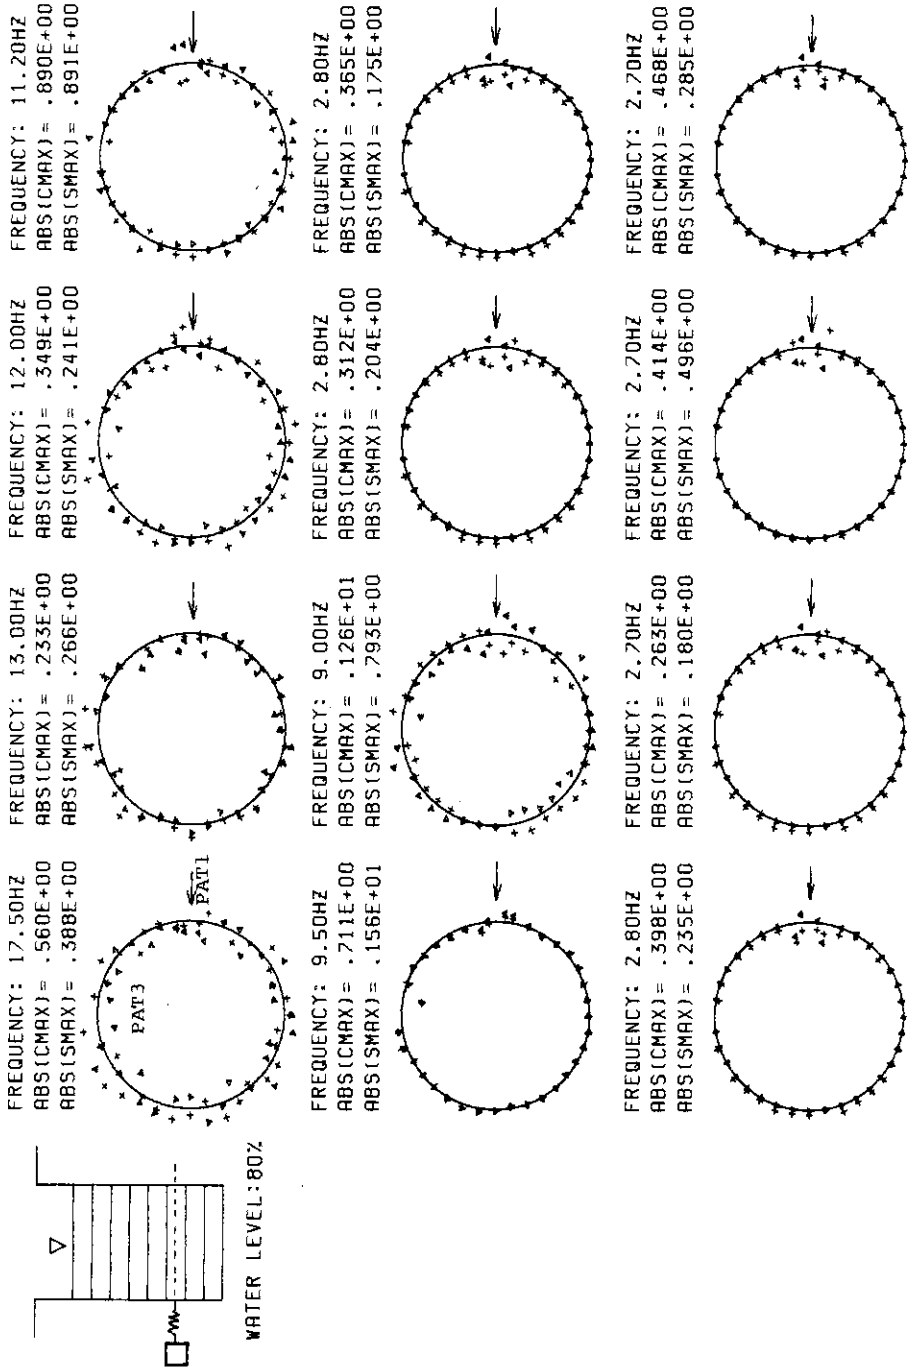 WATER LEVEL:80%
FREQUENCY: 17.50HZ
ABS(CMAX)= .560E+00
ABS(SMAX)= .388E+00
PAT3
PAT1
FREQUENCY: 13.00HZ
ABS(CMAX)= .233E+00
ABS(SMAX)= .266E+00
FREQUENCY: 12.00HZ
ABS(CMAX)= .349E+00
ABS(SMAX)= .241E+00
FREQUENCY: 11.20HZ
ABS(CMAX)= .890E+00
ABS(SMAX)= .891E+00
FREQUENCY: 9.50HZ
ABS(CMAX)= .711E+00
ABS(SMAX)= .156E+01
FREQUENCY: 9.00HZ
ABS(CMAX)= .126E+01
ABS(SMAX)= .793E+00
FREQUENCY: 2.80HZ
ABS(CMAX)= .312E+00
ABS(SMAX)= .204E+00
FREQUENCY: 2.80HZ
ABS(CMAX)= .365E+00
ABS(SMAX)= .175E+00
FREQUENCY: 2.80HZ
ABS(CMAX)= .398E+00
ABS(SMAX)= .235E+00
FREQUENCY: 2.70HZ
ABS(CMAX)= .263E+00
ABS(SMAX)= .180E+00
FREQUENCY: 2.70HZ
ABS(CMAX)= .414E+00
ABS(SMAX)= .496E+00
FREQUENCY: 2.70HZ
ABS(CMAX)= .468E+00
ABS(SMAX)= .285E+00